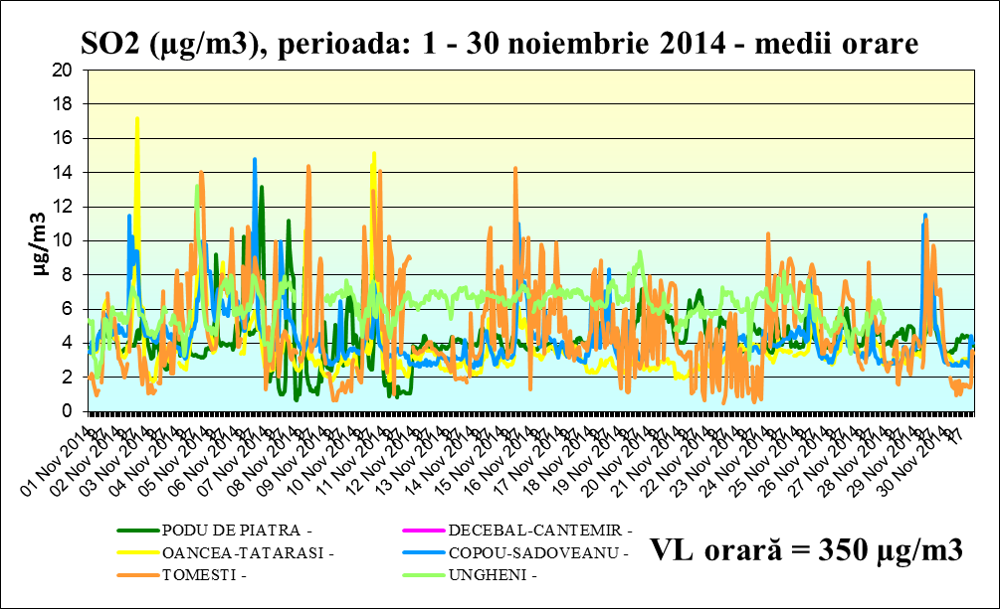 SO2 (µg/m3), perioada: 1 - 30 noiembrie 2014 - medii orare
20
18
16
14
12
10
8
6
4
2
0
µg/m3
01 Nov 2014
02 Nov 2014
03 Nov 2014
04 Nov 2014
05 Nov 2014
06 Nov 2014
07 Nov 2014
08 Nov 2014
09 Nov 2014
10 Nov 2014
11 Nov 2014
12 Nov 2014
13 Nov 2014
14 Nov 2014
15 Nov 2014
16 Nov 2014
17 Nov 2014
18 Nov 2014
19 Nov 2014
20 Nov 2014
21 Nov 2014
22 Nov 2014
23 Nov 2014
24 Nov 2014
25 Nov 2014
26 Nov 2014
27 Nov 2014
28 Nov 2014
29 Nov 2014
30 Nov 2014
17
PODU DE PIATRA -
DECEBAL-CANTEMIR -
OANCEA-TATARASI -
COPOU-SADOVEANU -
TOMESTI -
UNGHENI -
VL orară = 350 µg/m3